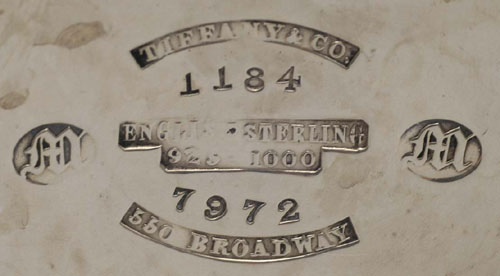 TIFFANY & CO.
1184
M ENGLISH STERLING M
925-1000
7972
550 BROADWAY